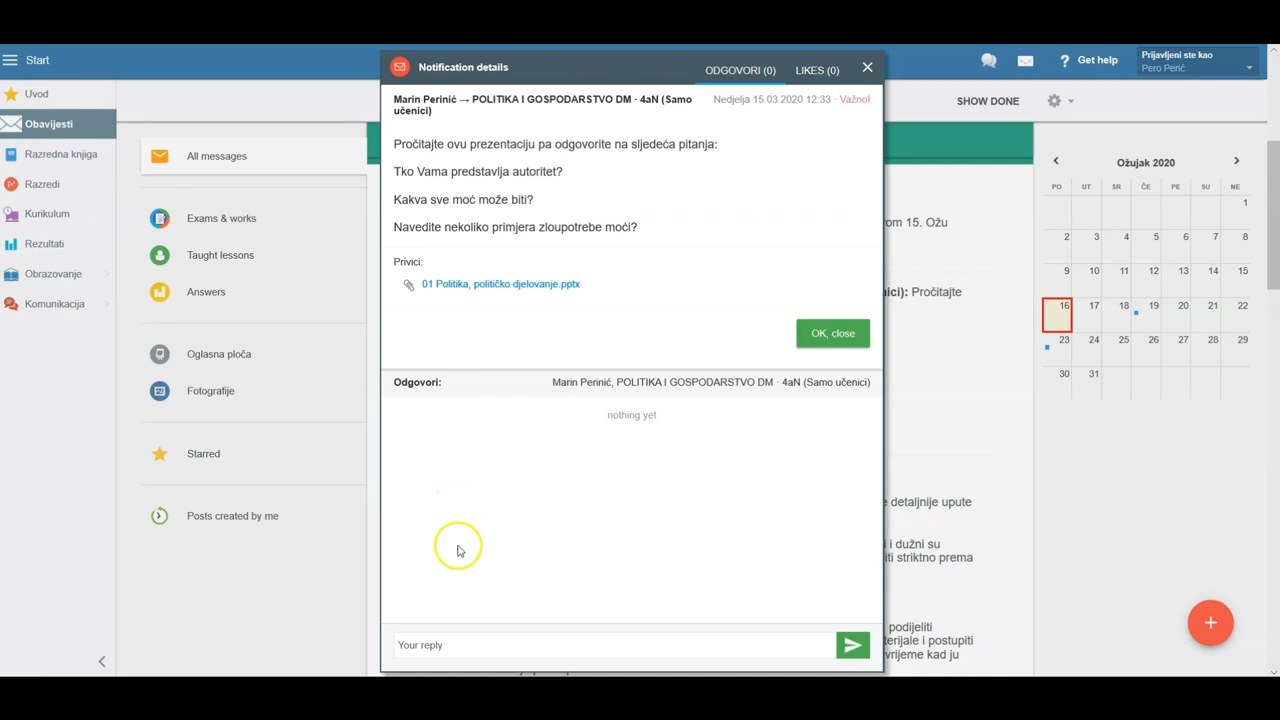 Start
Get help
Prijavljeni ste kao
Pero Perić
Uvod
Obavijesti
Razredna knjiga
Razredi
Kurikulum
Rezultati
Obrazovanje
Komunikacija
All messages
Exams & works
Taught lessons
Answers
Oglasna ploča
Fotografije
Starred
Posts created by me
Notification details
ODGOVORI (0)
LIKES (0)
Marin Perinić → POLITIKA I GOSPODARSTVO DM · 4aN (Samo
učenici)
Nedjelja 15.03.2020 12:33 · Važno!
Pročitajte ovu prezentaciju pa odgovorite na sljedeća pitanja:
Tko Vama predstavlja autoritet?
Kakva sve moć može biti?
Navedite nekoliko primjera zloupotrebe moći?
Privici:
01 Politika, političko djelovanje.pptx
OK, close
Odgovori:
Marin Perinić, POLITIKA I GOSPODARSTVO DM · 4aN (Samo učenici)
nothing yet
Your reply
SHOW DONE
om 15. Ožu
ici): Pročitajte
e detaljnije upute
i i dužni su
iti striktno prema
podijeliti
terijale i postupiti
vrijeme kad ju
Ožujak 2020
PO UT SR ČE PE SU NE
1
2 3 4 5 6 7 8
9 10 11 12 13 14 15
16 17 18 19 20 21 22
23 24 25 26 27 28 29
30 31